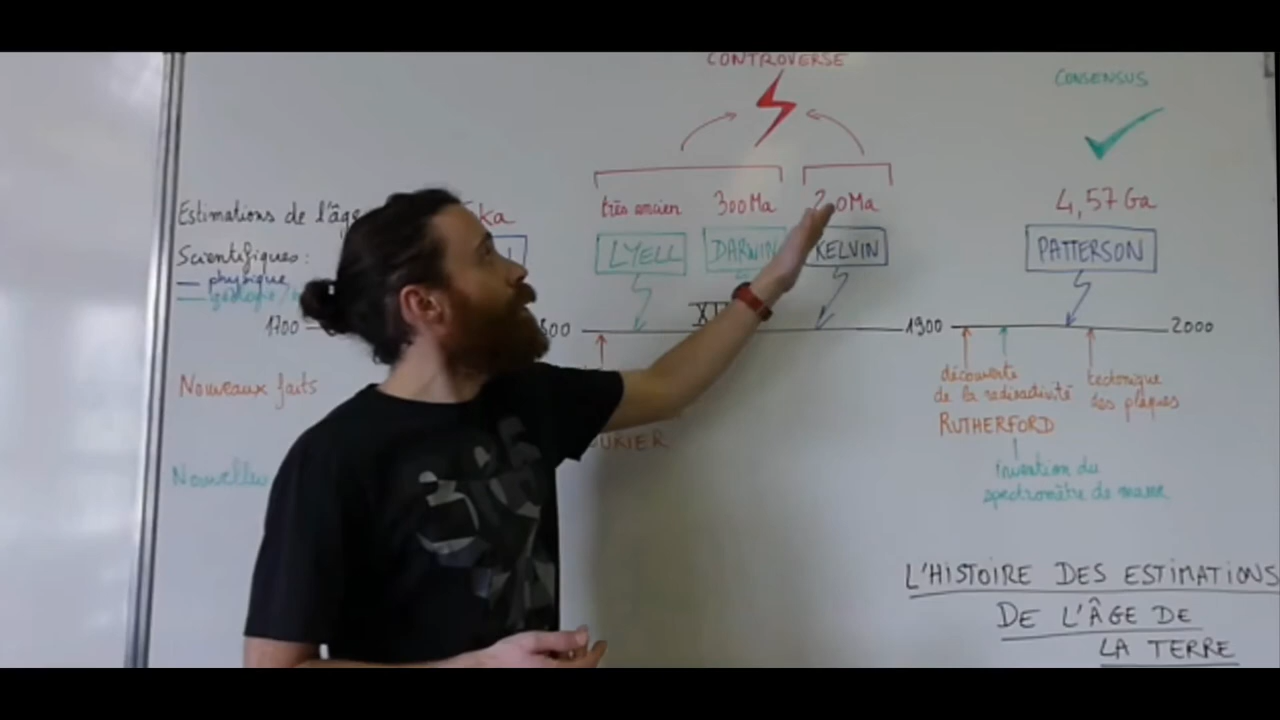 CONTROVERSE
CONSENSUS
Estimations de l'âge
très ancien
300 Ma
4,57 Ga
Scientifiques :
LYELL
DARWIN
KELVIN
PATTERSON
physique
1700
1900
2000
Nouveaux faits
découverte
de la radioactivité
RUTHERFORD
tectonique
des plaques
invention du
spectromètre de masse
L'HISTOIRE DES ESTIMATIONS
DE L'ÂGE DE
LA TERRE